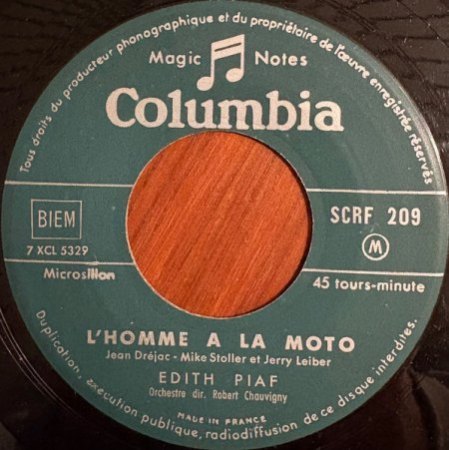 Tous droits du producteur phonographique et du propriétaire de l'œuvre enregistrée réservés
Magic Notes
Columbia
BIEM
SCRF 209
7 XCL 5329
M
Microsillon
45 tours-minute
L'HOMME A LA MOTO
Jean Dréjac - Mike Stoller et Jerry Leiber
EDITH PIAF
Orchestre dir. Robert Chauvigny
MADE IN FRANCE
Duplication, exécution publique, radiodiffusion de ce disque interdites.